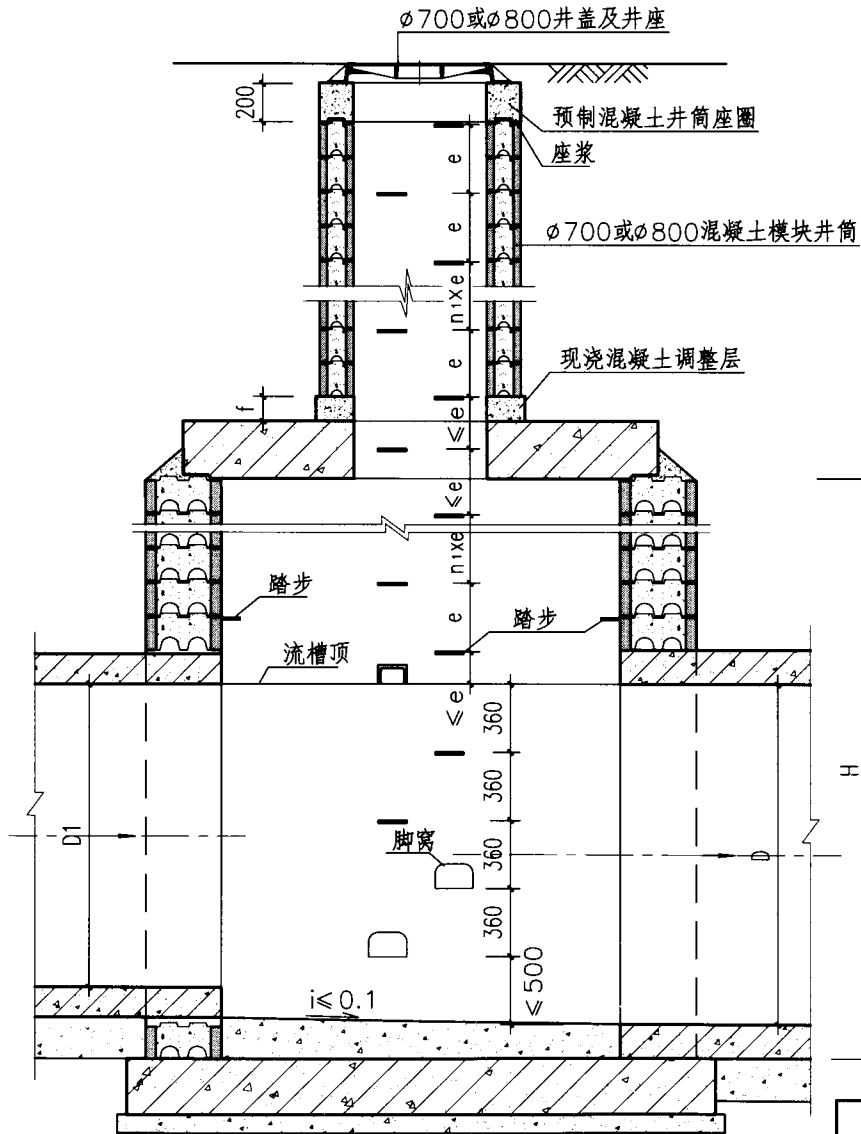 ø700或ø800井盖及井座
200
预制混凝土井筒座圈
座浆
e
ø700或ø800混凝土模块井筒
e
n₁xe
e
现浇混凝土调整层
f
≤e
≤e
n₁xe
踏步
e
踏步
流槽顶
≤e
360
360
H
D1
脚窝
360
D
360
≤500
i≤0.1